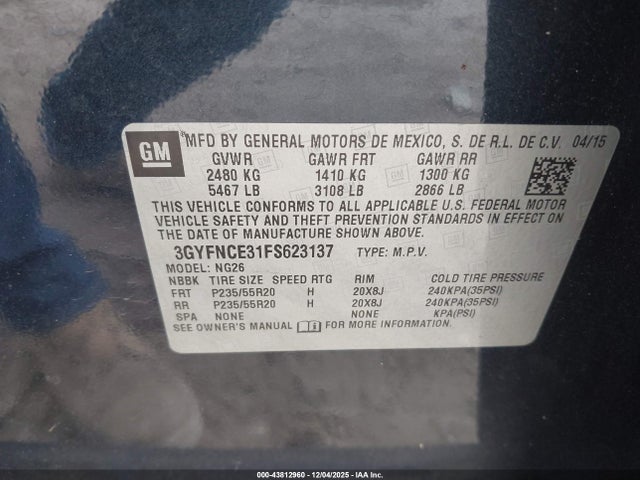 GM
MFD BY GENERAL MOTORS DE MEXICO, S. DE R.L. DE C.V. 04/15
GVWR GAWR FRT GAWR RR
2480 KG 1410 KG 1300 KG
5467 LB 3108 LB 2866 LB
THIS VEHICLE CONFORMS TO ALL APPLICABLE U.S. FEDERAL MOTOR
VEHICLE SAFETY AND THEFT PREVENTION STANDARDS IN EFFECT ON
THE DATE OF MANUFACTURE SHOWN ABOVE.
3GYFNCE31FS623137 TYPE: M.P.V.
MODEL: NG26
NBBK TIRE SIZE SPEED RTG RIM COLD TIRE PRESSURE
FRT P235/55R20 H 20X8J 240KPA(35PSI)
RR P235/55R20 H 20X8J 240KPA(35PSI)
SPA NONE NONE KPA(PSI)
SEE OWNER'S MANUAL FOR MORE INFORMATION.
000-43812960 - 12/04/2025 - IAA Inc.